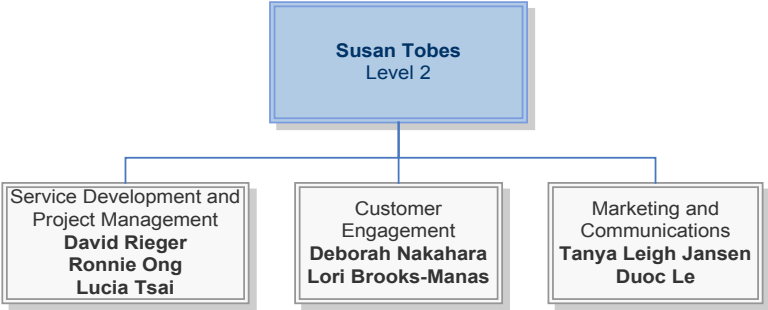 Susan Tobes
Level 2
Service Development and
Project Management
David Rieger
Ronnie Ong
Lucia Tsai
Customer
Engagement
Deborah Nakahara
Lori Brooks-Manas
Marketing and
Communications
Tanya Leigh Jansen
Duoc Le